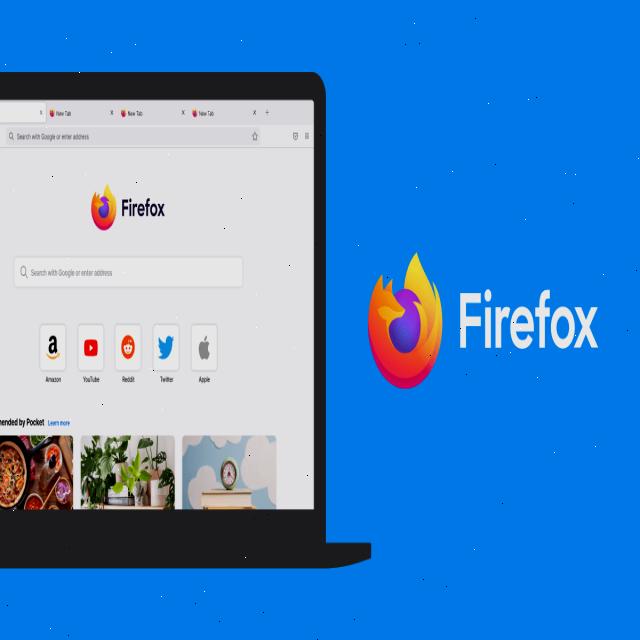 New Tab
New Tab
New Tab
Search with Google or enter address
Firefox
Search with Google or enter address
Firefox
Amazon
YouTube
Reddit
Twitter
Apple
nended by Pocket Learn more